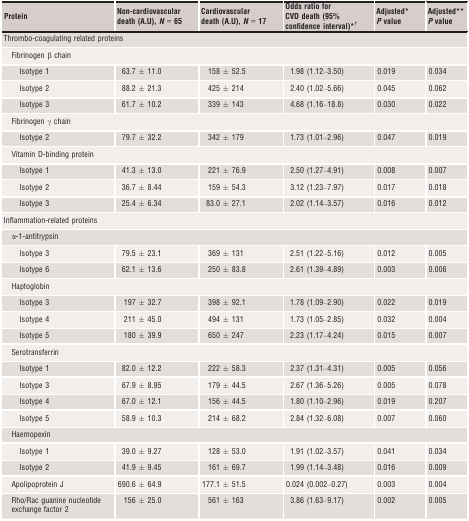 Protein | Non-cardiovascular death (A.U), N = 65 | Cardiovascular death (A.U), N = 17 | Odds ratio for CVD death (95% confidence interval)*† | Adjusted* P value | Adjusted** P value
Thrombo-coagulating related proteins
Fibrinogen β chain
Isotype 1 | 63.7 ± 11.0 | 158 ± 52.5 | 1.98 (1.12–3.50) | 0.019 | 0.034
Isotype 2 | 88.2 ± 21.3 | 425 ± 214 | 2.40 (1.02–5.66) | 0.045 | 0.062
Isotype 3 | 61.7 ± 10.2 | 339 ± 143 | 4.68 (1.16–18.8) | 0.030 | 0.022
Fibrinogen γ chain
Isotype 2 | 79.7 ± 32.2 | 342 ± 179 | 1.73 (1.01–2.96) | 0.047 | 0.019
Vitamin D-binding protein
Isotype 1 | 41.3 ± 13.0 | 221 ± 76.9 | 2.50 (1.27–4.91) | 0.008 | 0.007
Isotype 2 | 36.7 ± 8.44 | 159 ± 54.3 | 3.12 (1.23–7.97) | 0.017 | 0.018
Isotype 3 | 25.4 ± 6.34 | 83.0 ± 27.1 | 2.02 (1.14–3.57) | 0.016 | 0.012
Inflammation-related proteins
α-1-antitrypsin
Isotype 3 | 79.5 ± 23.1 | 369 ± 131 | 2.51 (1.22–5.16) | 0.012 | 0.005
Isotype 6 | 62.1 ± 13.6 | 250 ± 83.8 | 2.61 (1.39–4.89) | 0.003 | 0.006
Haptoglobin
Isotype 3 | 197 ± 32.7 | 398 ± 92.1 | 1.78 (1.09–2.90) | 0.022 | 0.019
Isotype 4 | 211 ± 45.0 | 494 ± 131 | 1.73 (1.05–2.85) | 0.032 | 0.004
Isotype 5 | 180 ± 39.9 | 650 ± 247 | 2.23 (1.17–4.24) | 0.015 | 0.007
Serotransferrin
Isotype 1 | 82.0 ± 12.2 | 222 ± 58.3 | 2.37 (1.31–4.31) | 0.005 | 0.056
Isotype 3 | 67.9 ± 8.95 | 179 ± 44.5 | 2.67 (1.36–5.26) | 0.005 | 0.078
Isotype 4 | 67.0 ± 12.1 | 156 ± 44.5 | 1.80 (1.10–2.96) | 0.019 | 0.207
Isotype 5 | 58.9 ± 10.3 | 214 ± 68.2 | 2.84 (1.32–6.08) | 0.007 | 0.060
Haemopexin
Isotype 1 | 39.0 ± 9.27 | 128 ± 53.0 | 1.91 (1.02–3.57) | 0.041 | 0.034
Isotype 2 | 41.9 ± 9.45 | 161 ± 69.7 | 1.99 (1.14–3.48) | 0.016 | 0.009
Apolipoprotein J | 690.6 ± 64.9 | 177.1 ± 51.5 | 0.024 (0.002–0.27) | 0.003 | 0.004
Rho/Rac guanine nucleotide exchange factor 2 | 156 ± 25.0 | 561 ± 163 | 3.86 (1.63–9.17) | 0.002 | 0.005